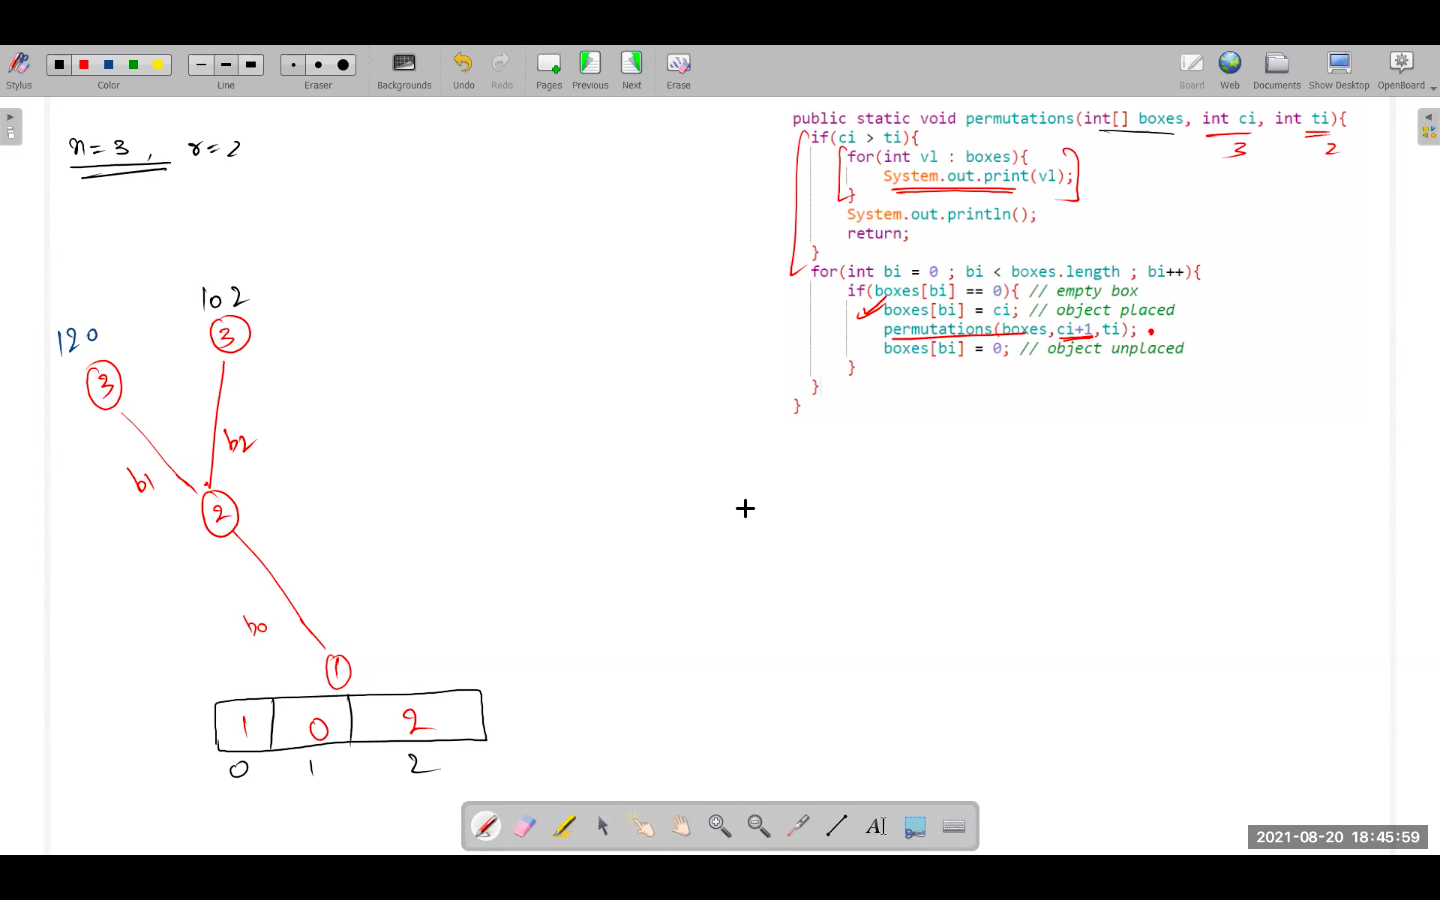 Stylus
Color
Line
Eraser
Backgrounds
Undo
Redo
Pages
Previous
Next
Erase
Board
Web
Documents
Show Desktop
OpenBoard
n = 3 , r = 2
public static void permutations(int[] boxes, int ci, int ti){
3 2
if(ci > ti){
for(int vl : boxes){
System.out.print(vl);
}
System.out.println();
return;
}
for(int bi = 0 ; bi < boxes.length ; bi++){
if(boxes[bi] == 0){ // empty box
boxes[bi] = ci; // object placed
permutations(boxes,ci+1,ti);
boxes[bi] = 0; // object unplaced
}
}
}
102
120
3
3
b2
b1
2
b0
1
1 0 2
0 1 2
AI
2021-08-20 18:45:59